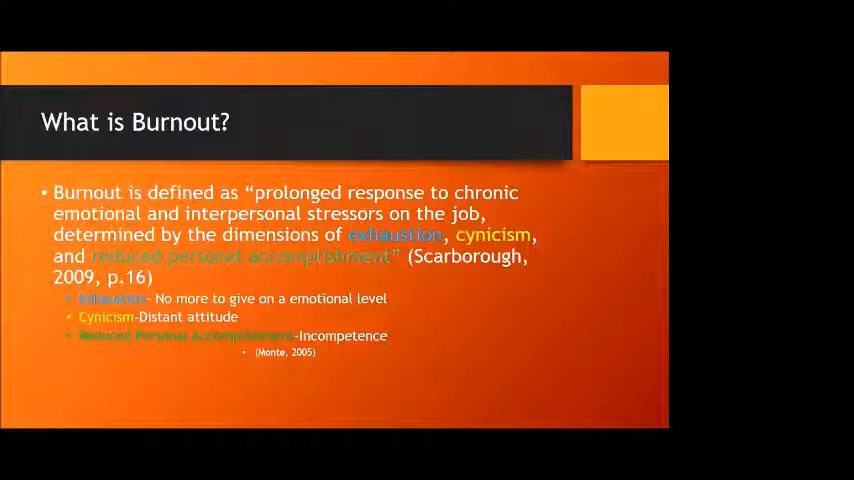 What is Burnout?
• Burnout is defined as “prolonged response to chronic
emotional and interpersonal stressors on the job,
determined by the dimensions of exhaustion, cynicism,
and reduced personal accomplishment” (Scarborough,
2009, p.16)
• Exhaustion- No more to give on a emotional level
• Cynicism-Distant attitude
• Reduced Personal Accomplishment-Incompetence
• (Monte, 2005)